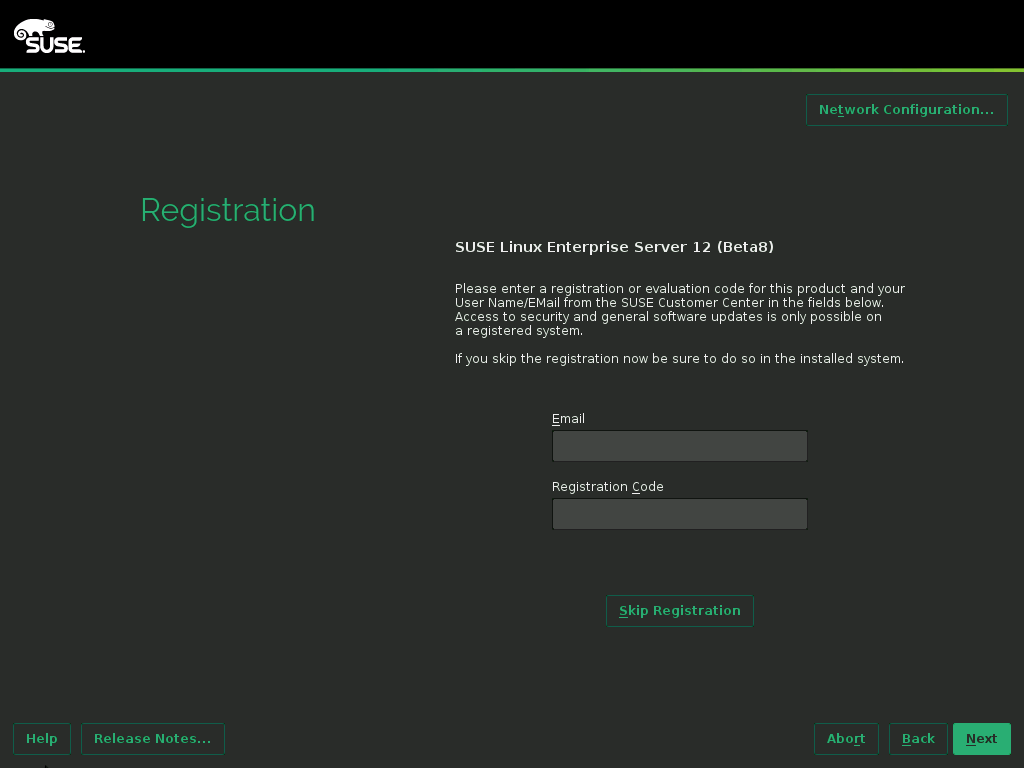 SUSE
Network Configuration...
Registration
SUSE Linux Enterprise Server 12 (Beta8)
Please enter a registration or evaluation code for this product and your
User Name/EMail from the SUSE Customer Center in the fields below.
Access to security and general software updates is only possible on
a registered system.
If you skip the registration now be sure to do so in the installed system.
Email
Registration Code
Skip Registration
Help Release Notes... Abort Back Next